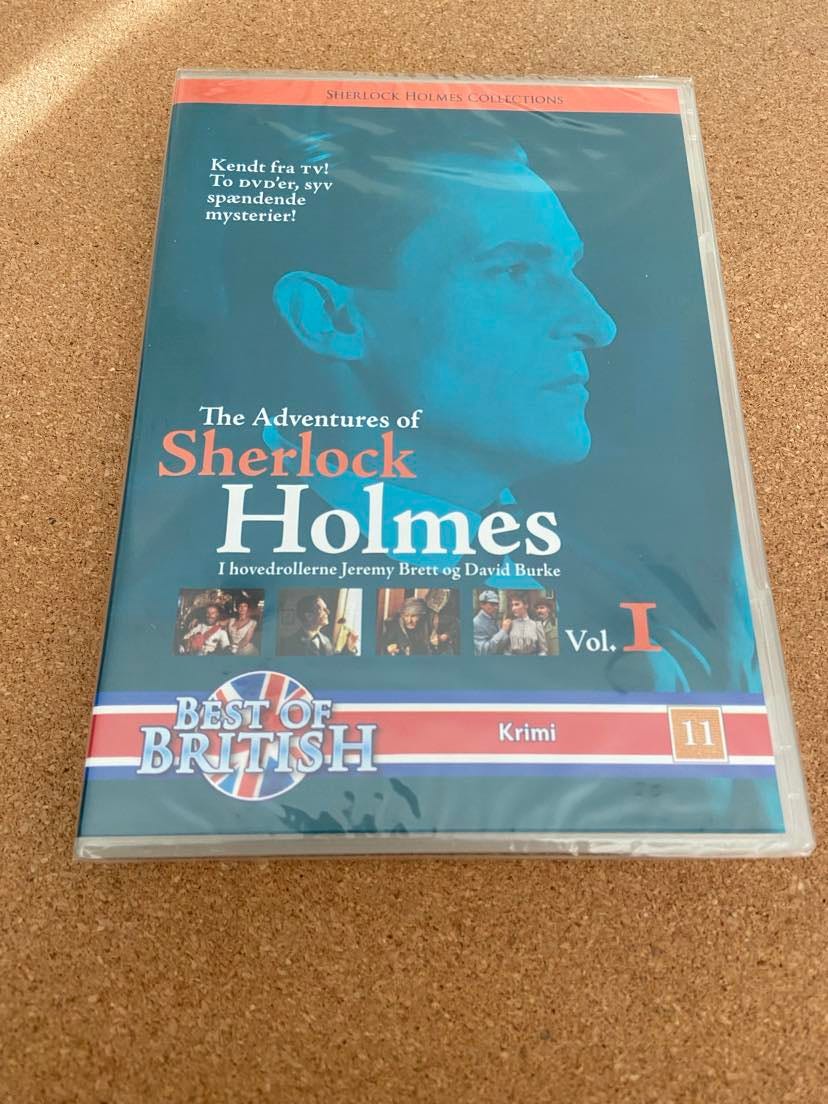 Sherlock Holmes Collections
Kendt fra TV!
To DVD'er, syv
spændende
mysterier!
The Adventures of
Sherlock
Holmes
I hovedrollerne Jeremy Brett og David Burke
Vol. 1
BEST OF
BRITISH
Krimi
11